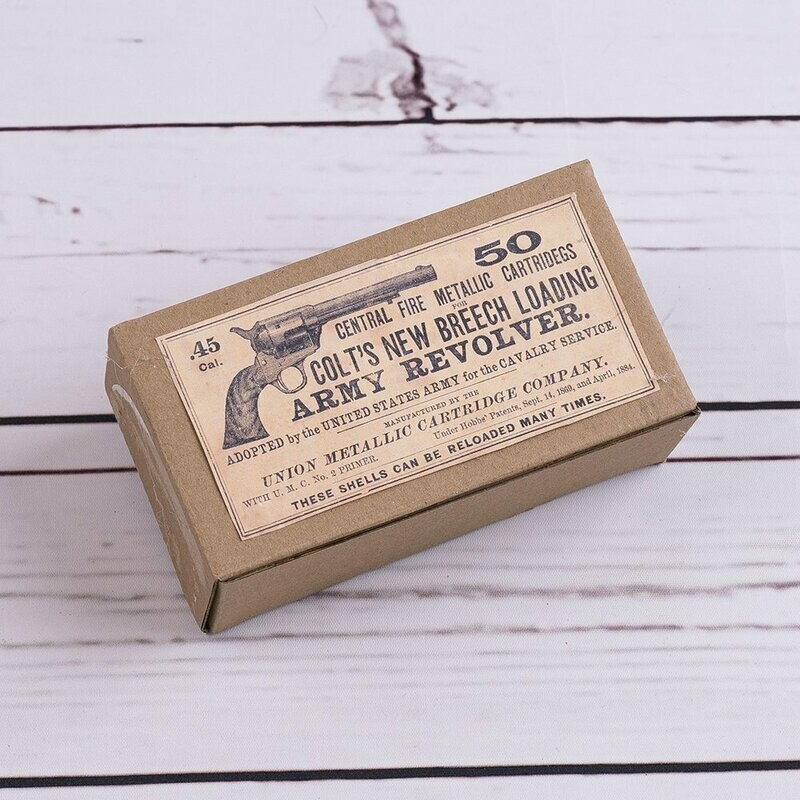 50
.45
Cal.
CENTRAL FIRE METALLIC CARTRIDEGS
FOR
COLT'S NEW BREECH LOADING
ARMY REVOLVER.
ADOPTED by the UNITED STATES ARMY for the CAVALRY SERVICE.
MANUFACTURED BY THE
UNION METALLIC CARTRIDGE COMPANY.
WITH U. M. C. No. 2 PRIMER. Under Hobbs' Patents, Sept. 14, 1869, and April, 1884.
THESE SHELLS CAN BE RELOADED MANY TIMES.